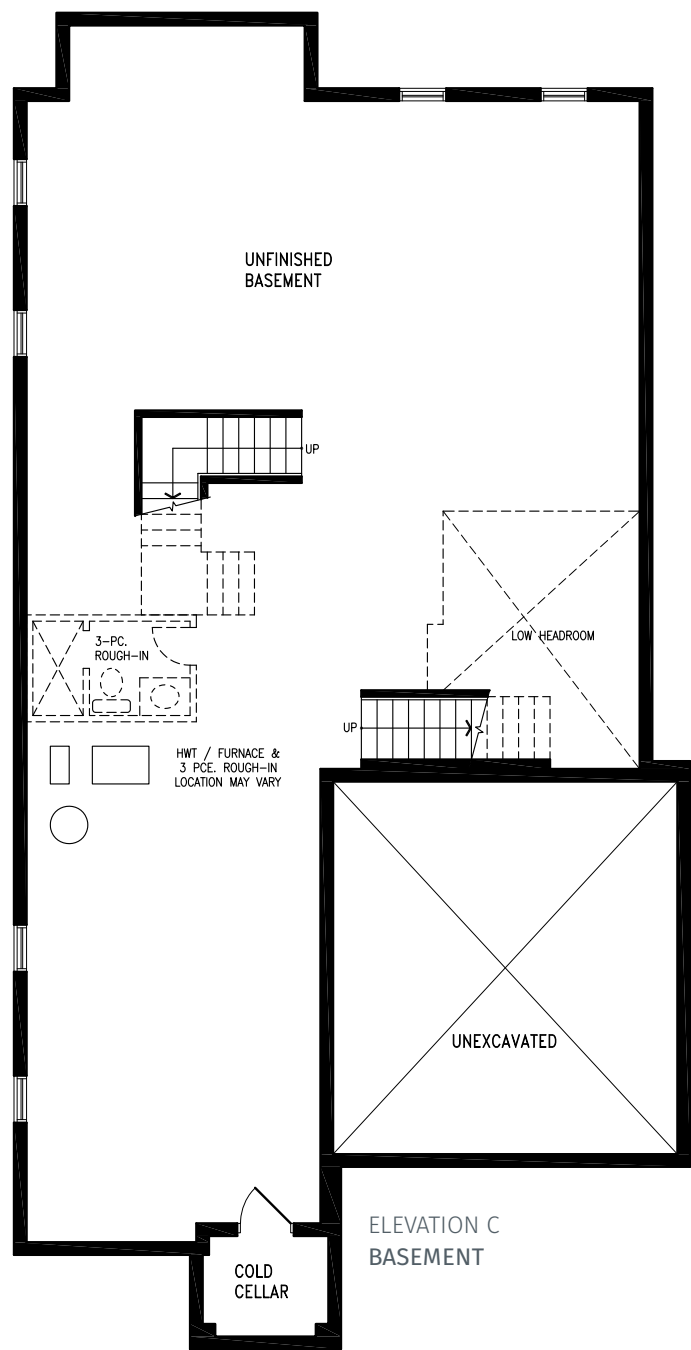 UNFINISHED
BASEMENT
UP
3-PC.
ROUGH-IN
LOW HEADROOM
UP
HWT / FURNACE &
3 PCE. ROUGH-IN
LOCATION MAY VARY
UNEXCAVATED
ELEVATION C
BASEMENT
COLD
CELLAR